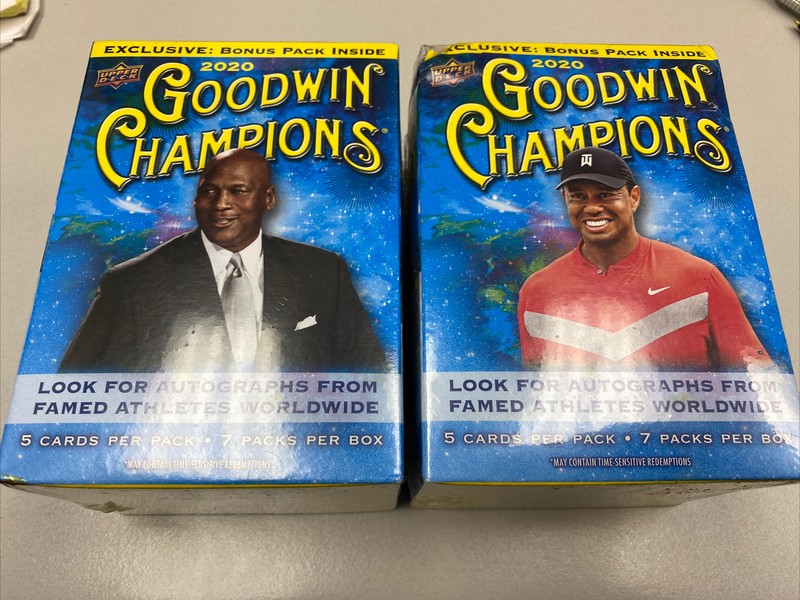 EXCLUSIVE: BONUS PACK INSIDE
UPPER
D·E·C·K
2020
GOODWIN
CHAMPIONS®
LOOK FOR AUTOGRAPHS FROM
FAMED ATHLETES WORLDWIDE
5 CARDS PER PACK • 7 PACKS PER BOX
*MAY CONTAIN TIME-SENSITIVE REDEMPTIONS
EXCLUSIVE: BONUS PACK INSIDE
UPPER
D·E·C·K
2020
GOODWIN
CHAMPIONS®
TW
LOOK FOR AUTOGRAPHS FROM
FAMED ATHLETES WORLDWIDE
5 CARDS PER PACK • 7 PACKS PER BOX
*MAY CONTAIN TIME-SENSITIVE REDEMPTIONS